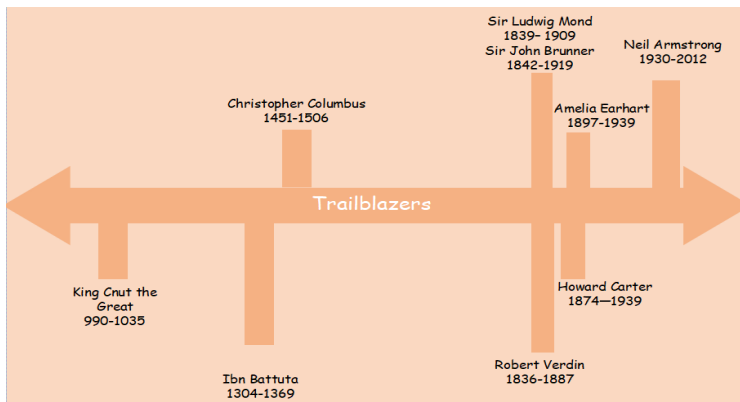 Sir Ludwig Mond
1839– 1909
Sir John Brunner
1842-1919
Neil Armstrong
1930-2012
Christopher Columbus
1451-1506
Amelia Earhart
1897-1939
Trailblazers
King Cnut the
Great
990-1035
Howard Carter
1874—1939
Ibn Battuta
1304-1369
Robert Verdin
1836-1887